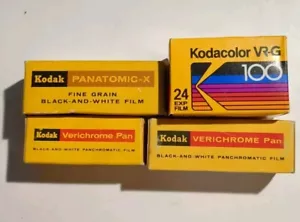 Kodak PANATOMIC-X
FINE GRAIN
BLACK-AND-WHITE FILM
Kodacolor VR-G
100
24
EXP
FILM
Kodak Verichrome Pan
BLACK-AND-WHITE PANCHROMATIC FILM
Kodak VERICHROME Pan
BLACK-AND-WHITE PANCHROMATIC FILM